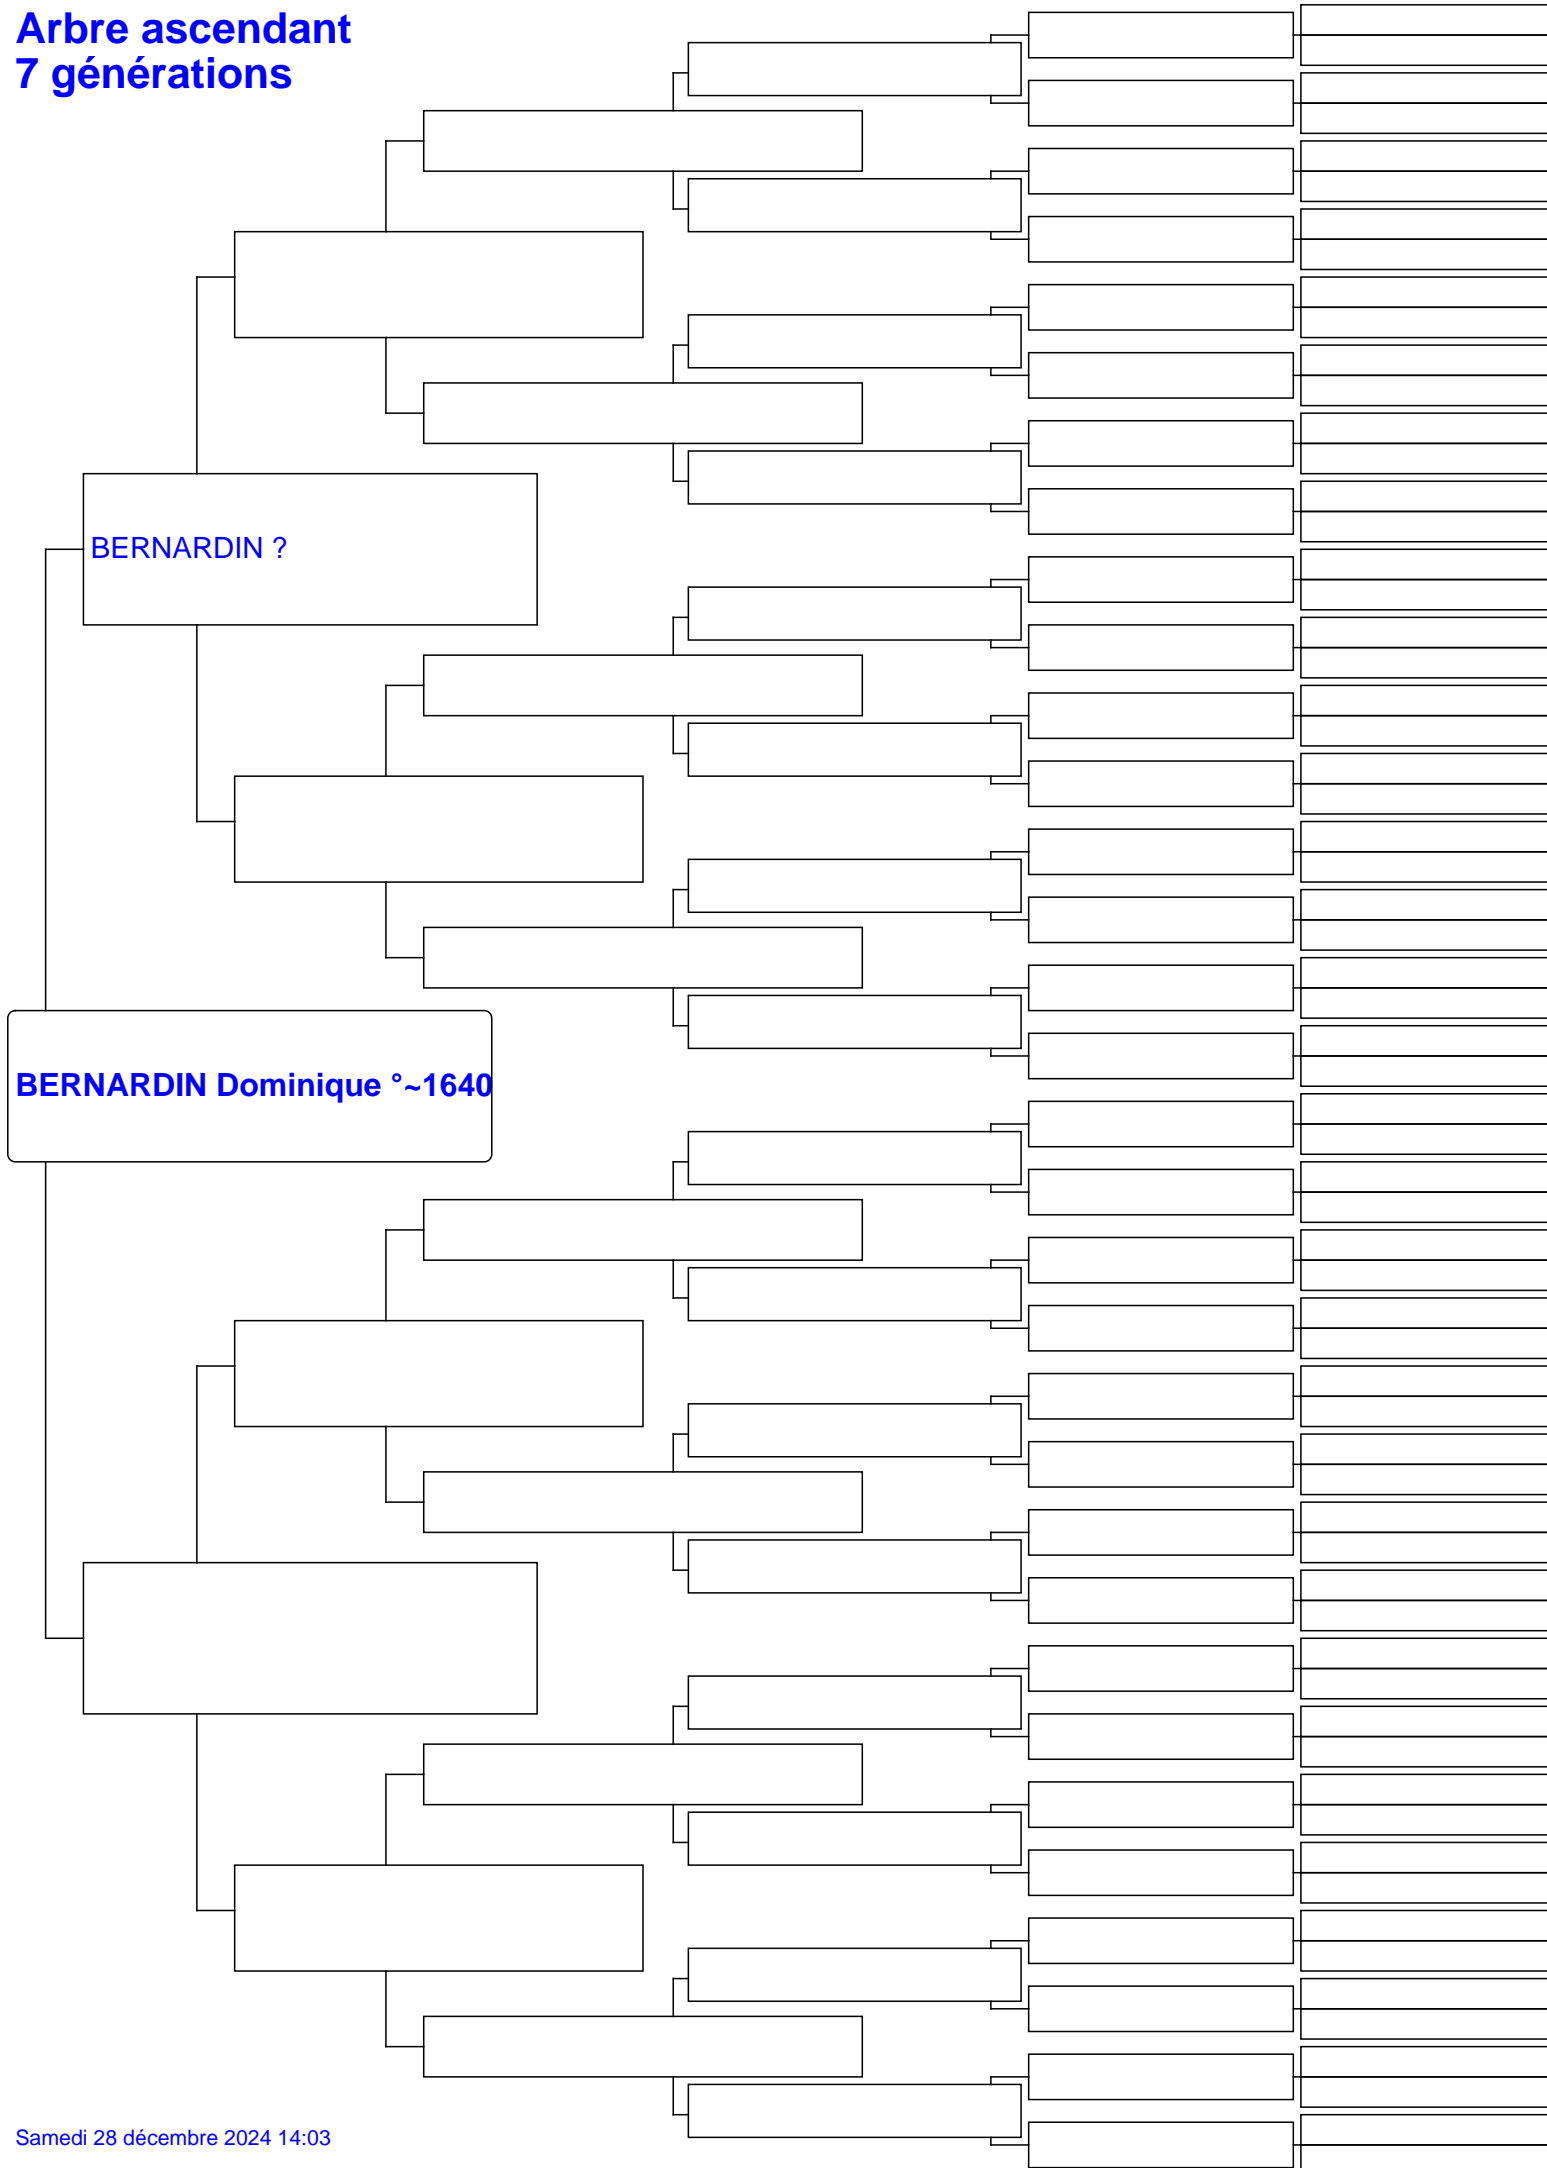 Arbre ascendant
7 générations
BERNARDIN ?
BERNARDIN Dominique °~1640
Samedi 28 décembre 2024 14:03